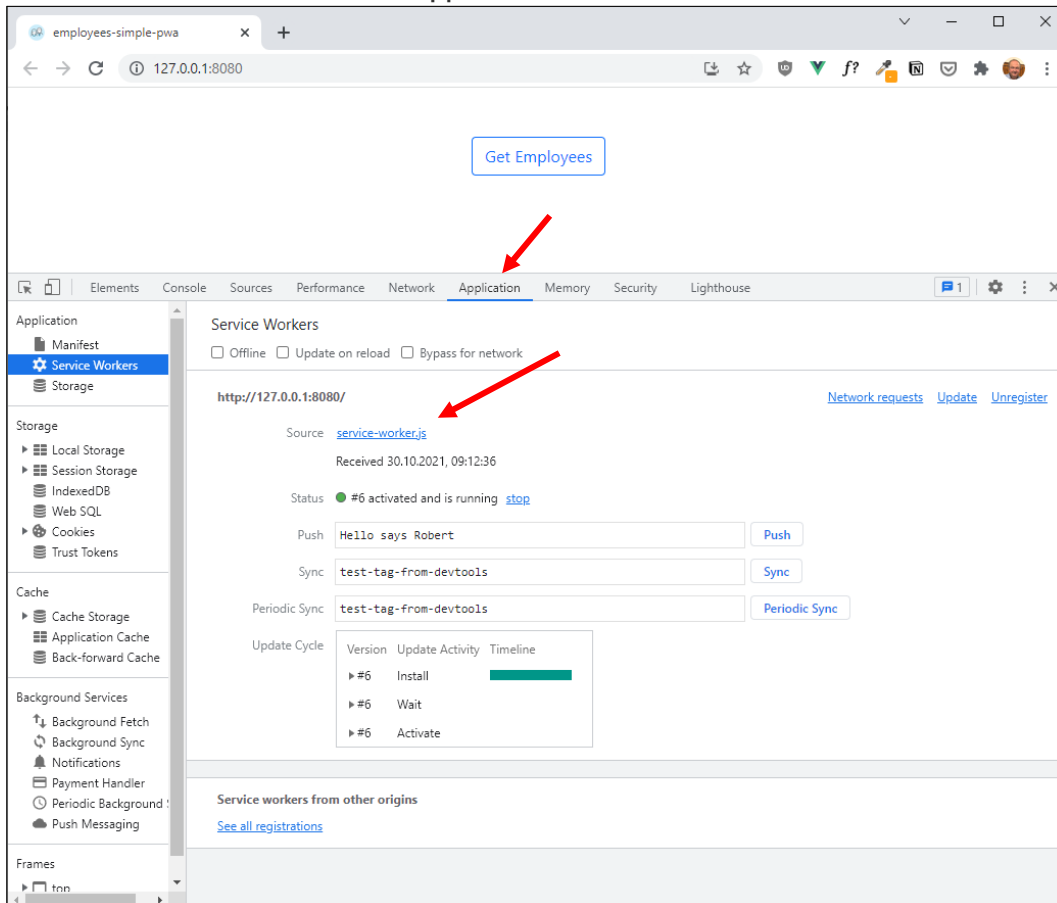 employees-simple-pwa
127.0.0.1:8080
f?
Get Employees
Elements Console Sources Performance Network Application Memory Security Lighthouse 1
Application
Manifest
Service Workers
Storage
Storage
Local Storage
Session Storage
IndexedDB
Web SQL
Cookies
Trust Tokens
Cache
Cache Storage
Application Cache
Back-forward Cache
Background Services
Background Fetch
Background Sync
Notifications
Payment Handler
Periodic Background
Push Messaging
Frames
top
Service Workers
Offline Update on reload Bypass for network
http://127.0.0.1:8080/ Network requests Update Unregister
Source service-worker.js
Received 30.10.2021, 09:12:36
Status #6 activated and is running stop
Push Hello says Robert Push
Sync test-tag-from-devtools Sync
Periodic Sync test-tag-from-devtools Periodic Sync
Update Cycle Version Update Activity Timeline
#6 Install
#6 Wait
#6 Activate
Service workers from other origins
See all registrations